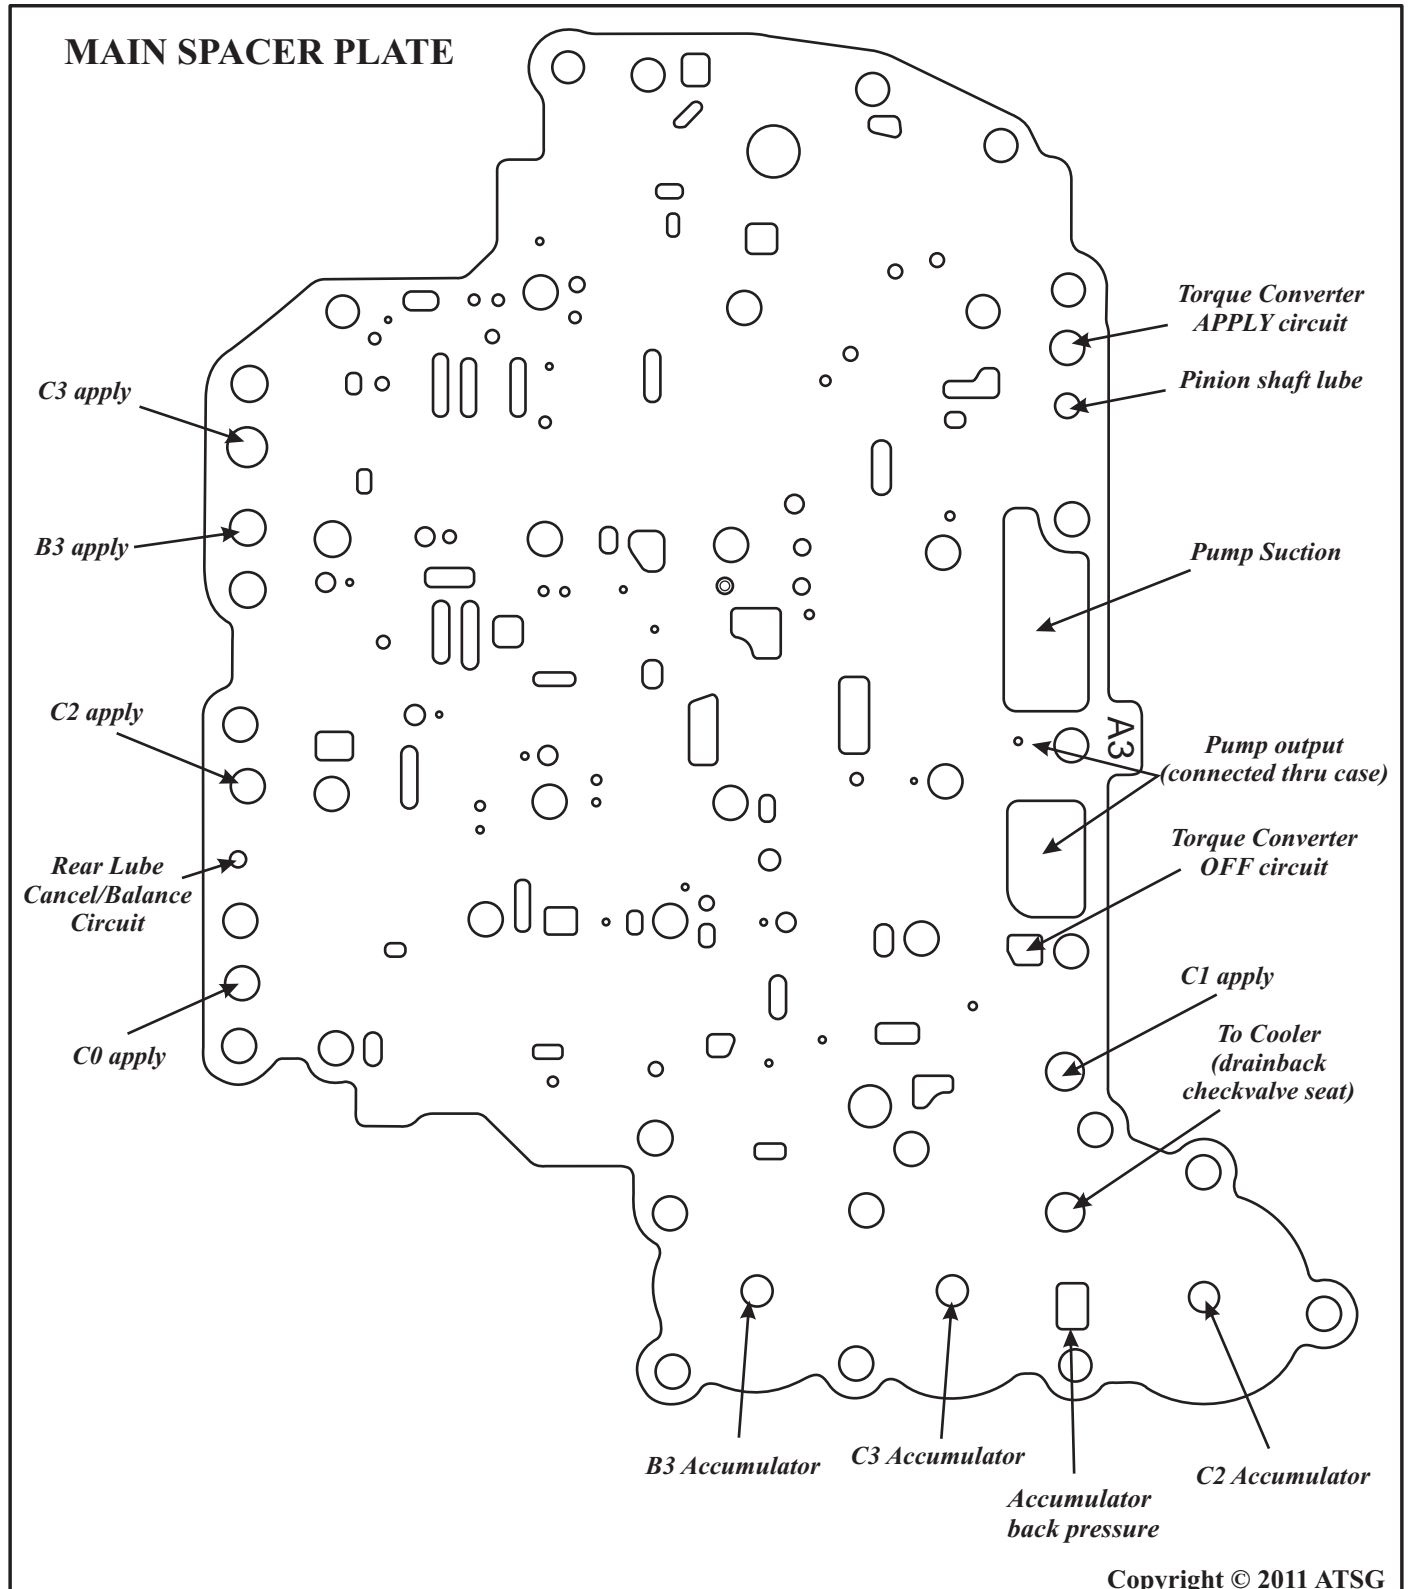 MAIN SPACER PLATE
Torque Converter
APPLY circuit
Pinion shaft lube
C3 apply
B3 apply
Pump Suction
C2 apply
A3
Pump output
(connected thru case)
Torque Converter
OFF circuit
Rear Lube
Cancel/Balance
Circuit
C1 apply
To Cooler
(drainback
checkvalve seat)
C0 apply
B3 Accumulator
C3 Accumulator
Accumulator
back pressure
C2 Accumulator
Copyright © 2011 ATSG